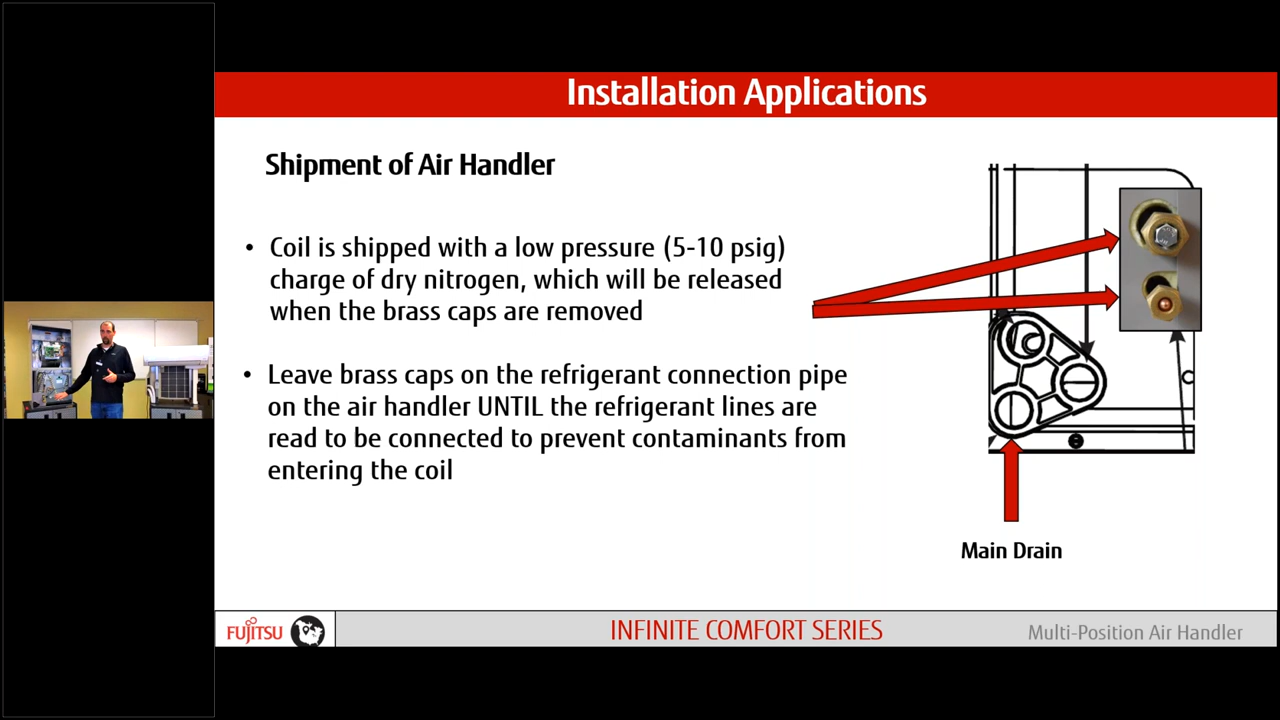 Installation Applications
Shipment of Air Handler
• Coil is shipped with a low pressure (5-10 psig)
charge of dry nitrogen, which will be released
when the brass caps are removed
• Leave brass caps on the refrigerant connection pipe
on the air handler UNTIL the refrigerant lines are
read to be connected to prevent contaminants from
entering the coil
Main Drain
FUJITSU
INFINITE COMFORT SERIES
Multi-Position Air Handler